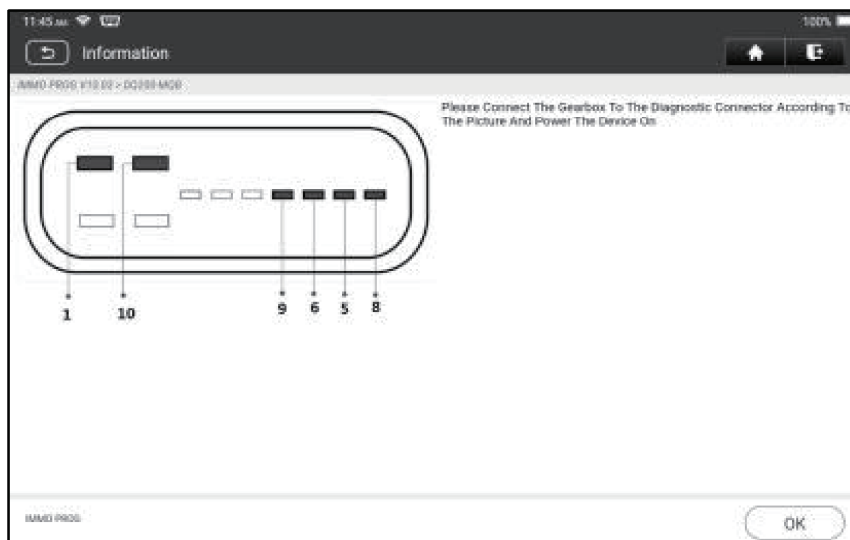 11:45 AM
100%
Information
IMMO PROG V10.02 > DQ200-MQB
Please Connect The Gearbox To The Diagnostic Connector According To
The Picture And Power The Device On
1 10 9 6 5 8
IMMO PROG
OK